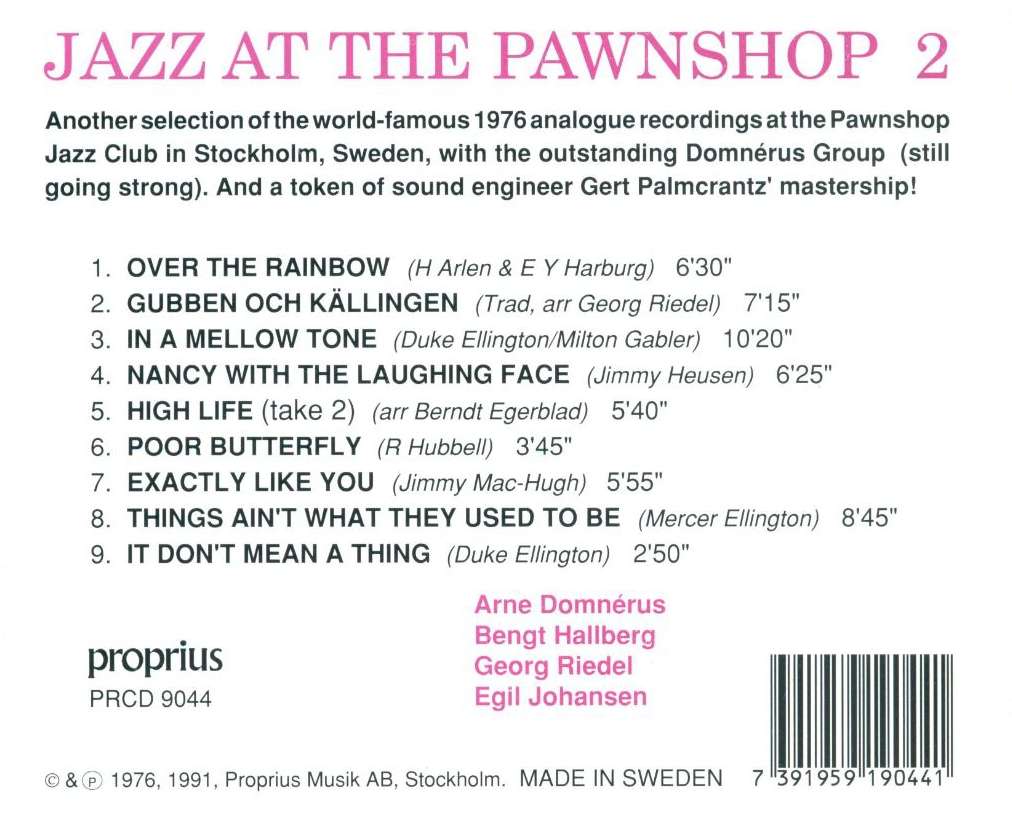 JAZZ AT THE PAWNSHOP 2
Another selection of the world-famous 1976 analogue recordings at the Pawnshop
Jazz Club in Stockholm, Sweden, with the outstanding Domnérus Group (still
going strong). And a token of sound engineer Gert Palmcrantz' mastership!
1. OVER THE RAINBOW (H Arlen & E Y Harburg) 6'30"
2. GUBBEN OCH KÄLLINGEN (Trad, arr Georg Riedel) 7'15"
3. IN A MELLOW TONE (Duke Ellington/Milton Gabler) 10'20"
4. NANCY WITH THE LAUGHING FACE (Jimmy Heusen) 6'25"
5. HIGH LIFE (take 2) (arr Berndt Egerblad) 5'40"
6. POOR BUTTERFLY (R Hubbell) 3'45"
7. EXACTLY LIKE YOU (Jimmy Mac-Hugh) 5'55"
8. THINGS AIN'T WHAT THEY USED TO BE (Mercer Ellington) 8'45"
9. IT DON'T MEAN A THING (Duke Ellington) 2'50"
Arne Domnérus
Bengt Hallberg
Georg Riedel
Egil Johansen
proprius
PRCD 9044
© & ℗ 1976, 1991, Proprius Musik AB, Stockholm. MADE IN SWEDEN
7 391959 190441